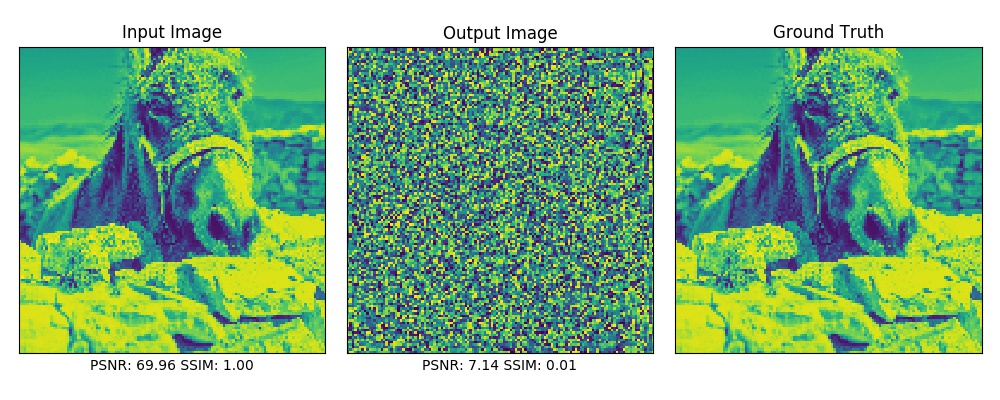 Input Image
Output Image
Ground Truth
PSNR: 69.96 SSIM: 1.00
PSNR: 7.14 SSIM: 0.01